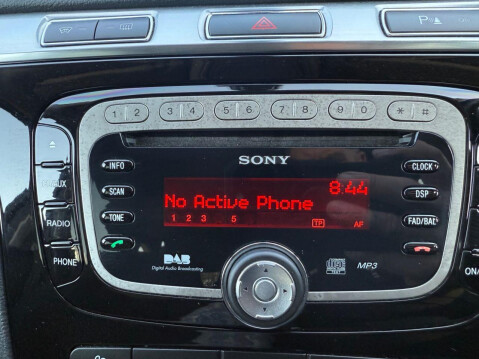 P
1 2 3 4 5 6 7 8 9 0 * #
SONY
INFO
CLOCK
AUX
8:44
SCAN
DSP
No Active Phone
RADIO
TONE
1 2 3 5 TP AF
FAD/BAL
PHONE
DAB
Digital Audio Broadcasting
MP3
ON/